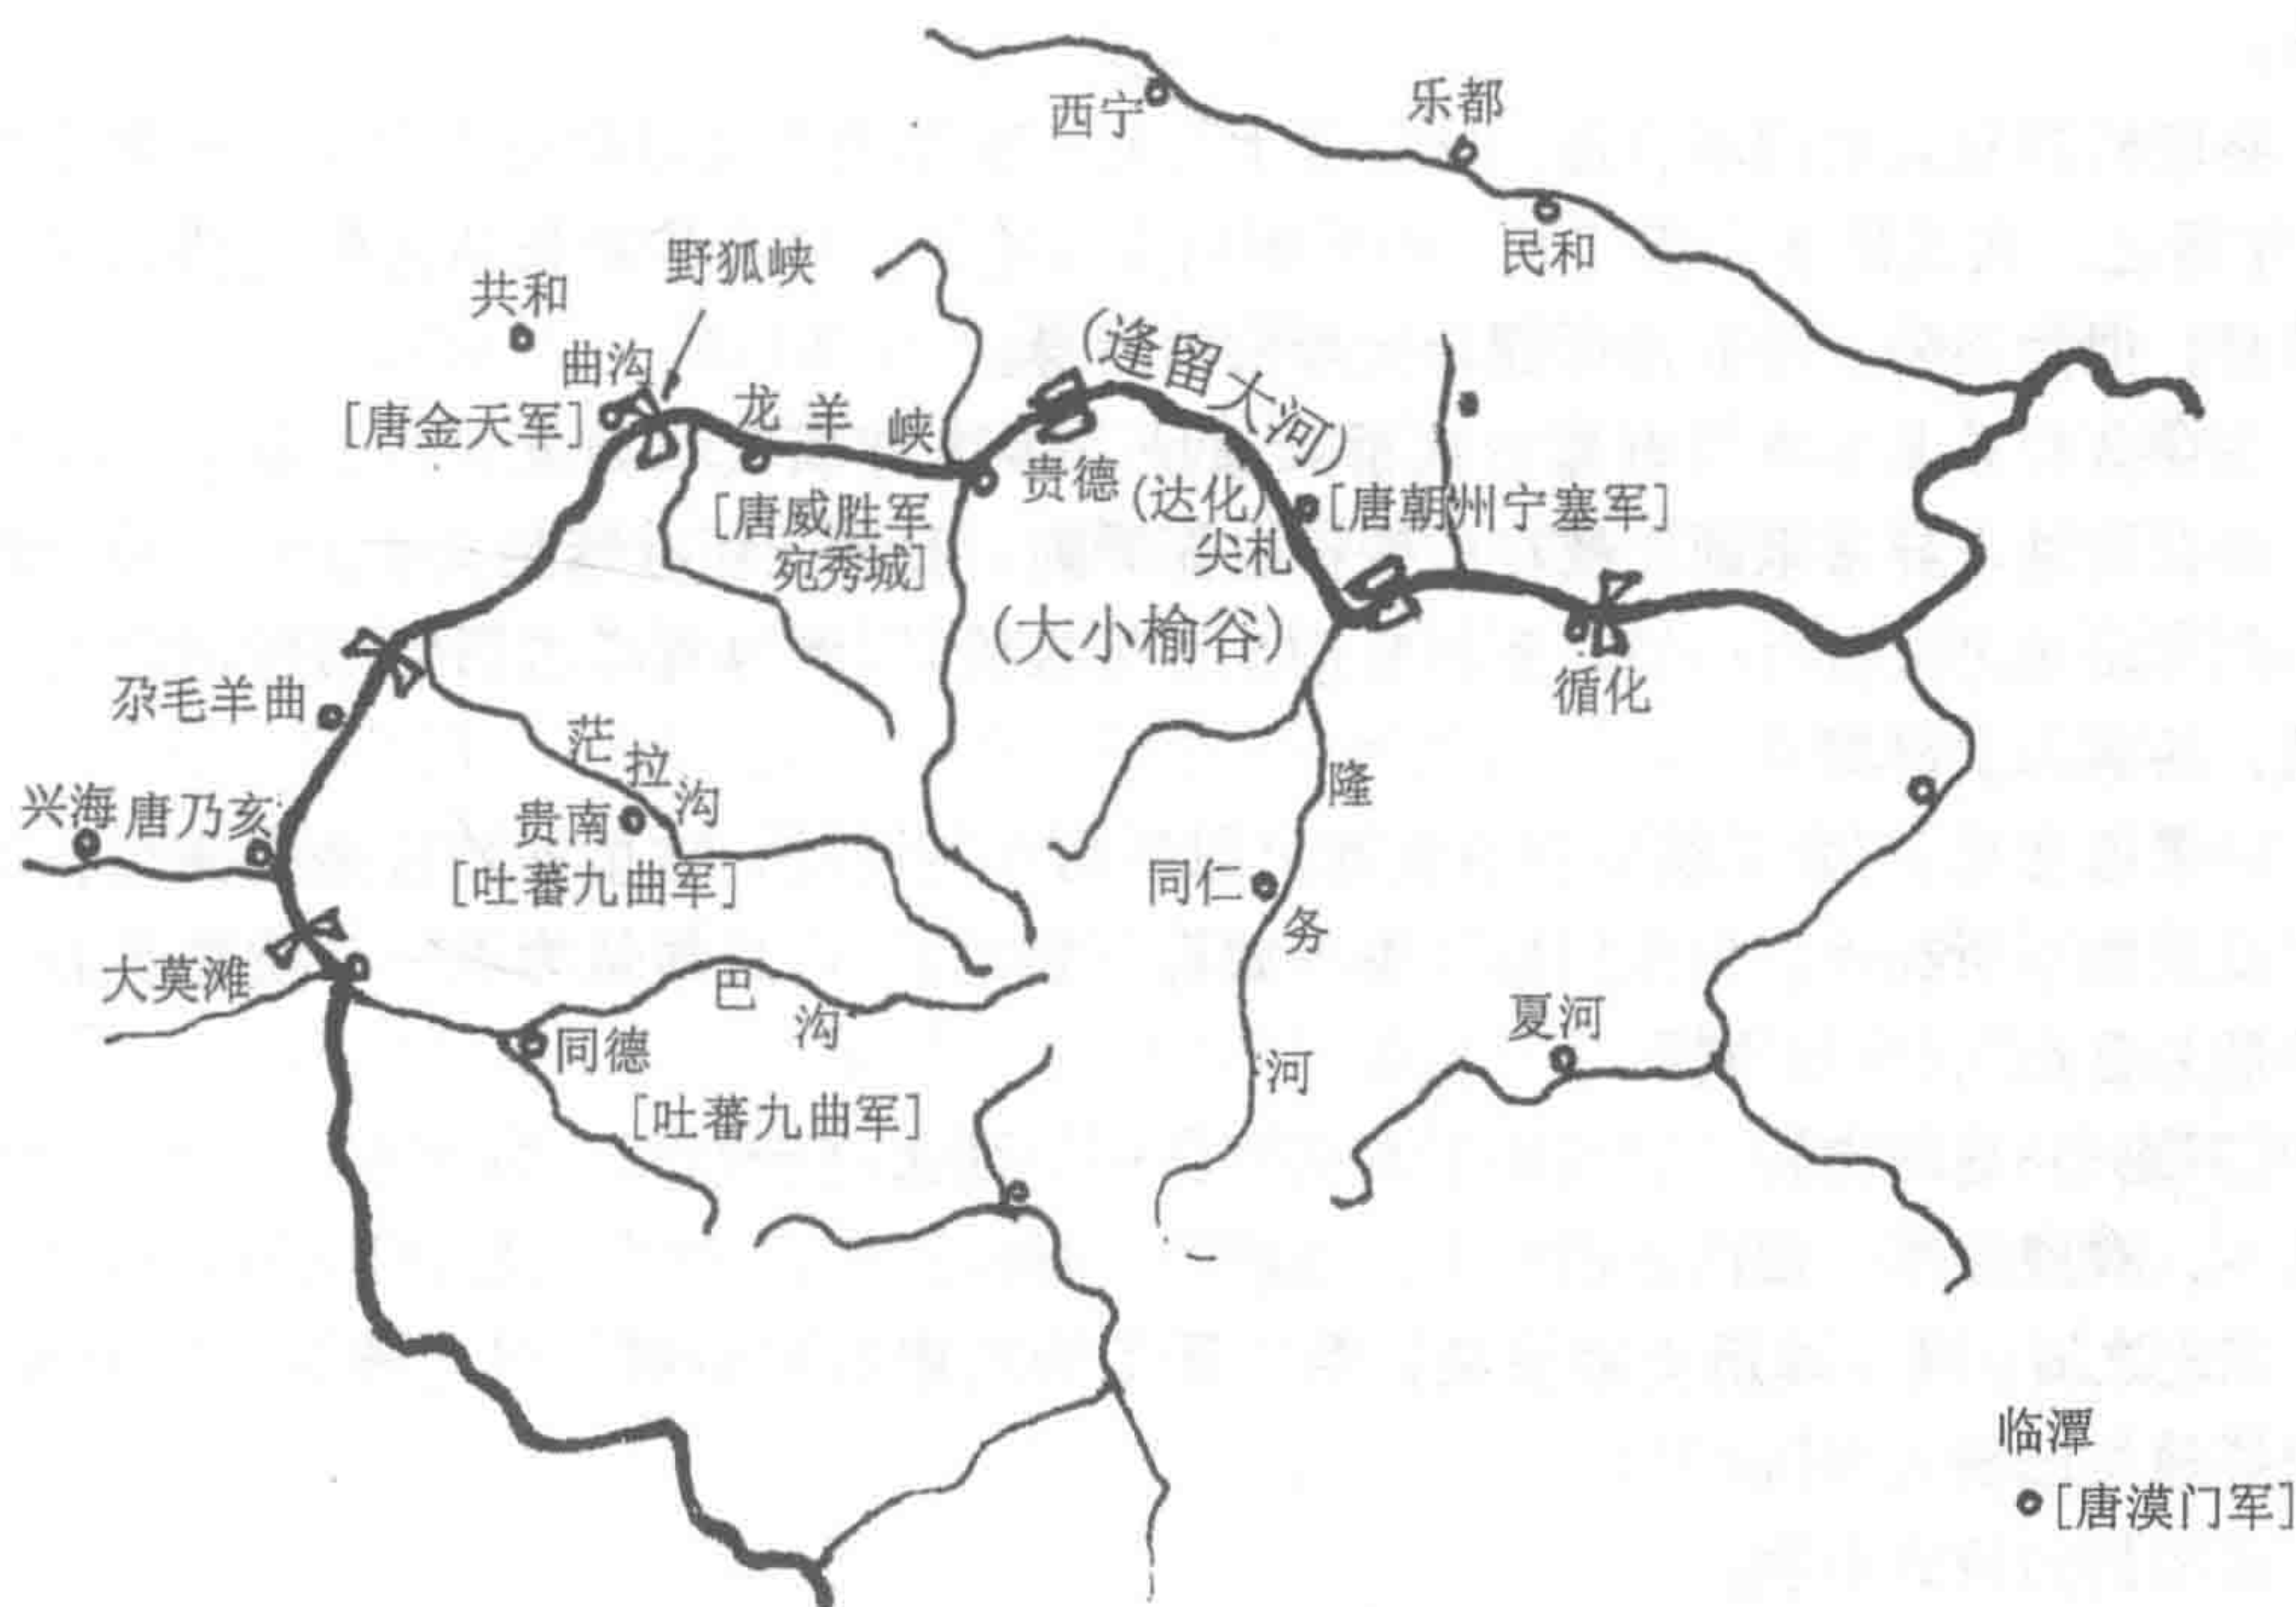 西宁
乐都
民和
野狐峡
共和
曲沟
[唐金天军]
龙羊峡
(逢留大河)
贵德
(达化)
尖札
[唐朝州宁塞军]
[唐威胜军
宛秀城]
(大小榆谷)
循化
尕毛羊曲
茫拉沟
兴海
唐乃亥
贵南
[吐蕃九曲军]
隆务河
同仁
大莫滩
巴沟
同德
[吐蕃九曲军]
夏河
临潭
[唐漠门军]